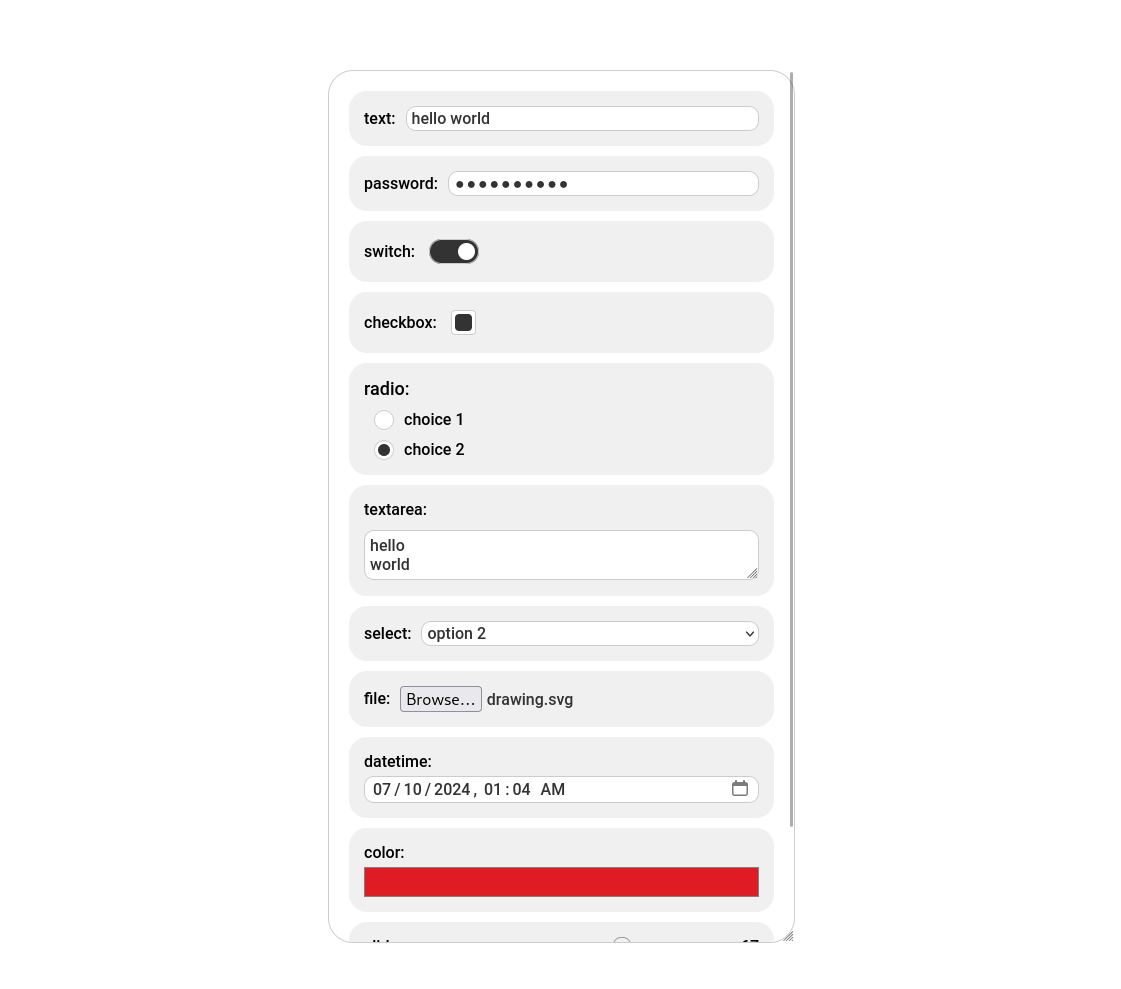 text: hello world
password: ●●●●●●●●●●
switch:
checkbox:
radio:
choice 1
choice 2
textarea:
hello
world
select: option 2
file: Browse… drawing.svg
datetime:
07/10/2024, 01:04 AM
color: